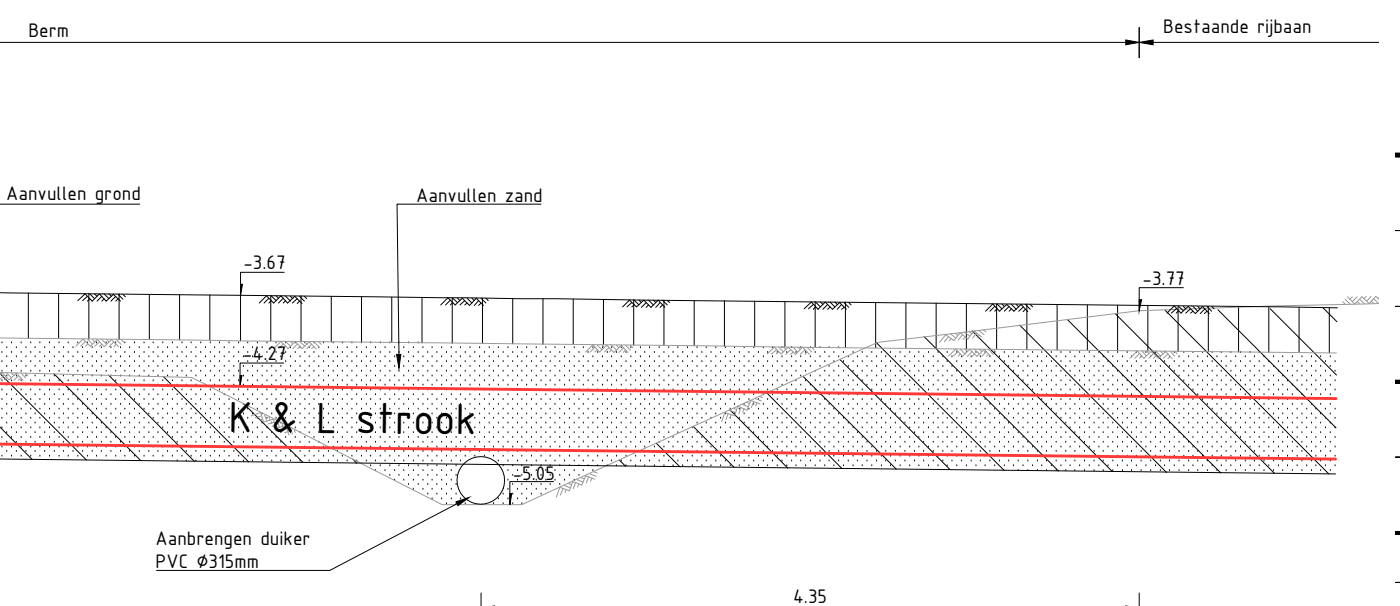 Berm
Bestaande rijbaan
Aanvullen grond
Aanvullen zand
-3.67
-3.77
-4.27
K & L strook
-5.05
Aanbrengen duiker
PVC Ø315mm
4.35